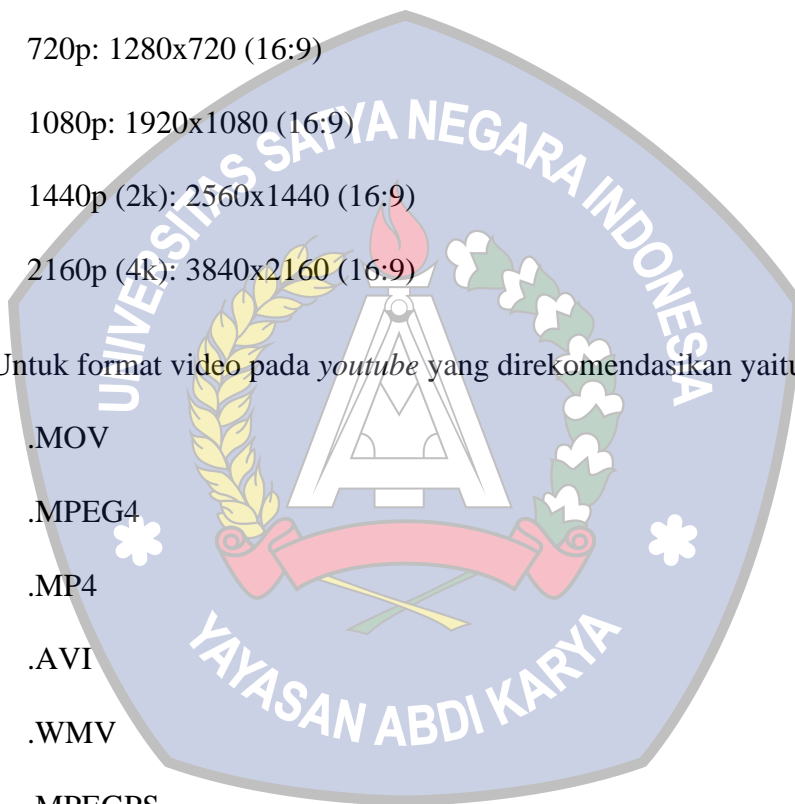 720p: 1280x720 (16:9)
1080p: 1920x1080 (16:9)
1440p (2k): 2560x1440 (16:9)
2160p (4k): 3840x2160 (16:9)
Untuk format video pada youtube yang direkomendasikan yaitu
.MOV
.MPEG4
.MP4
.AVI
.WMV
.MPEGPS
UNIVERSITAS SATYA NEGARA INDONESIA
YAYASAN ABDI KARYA